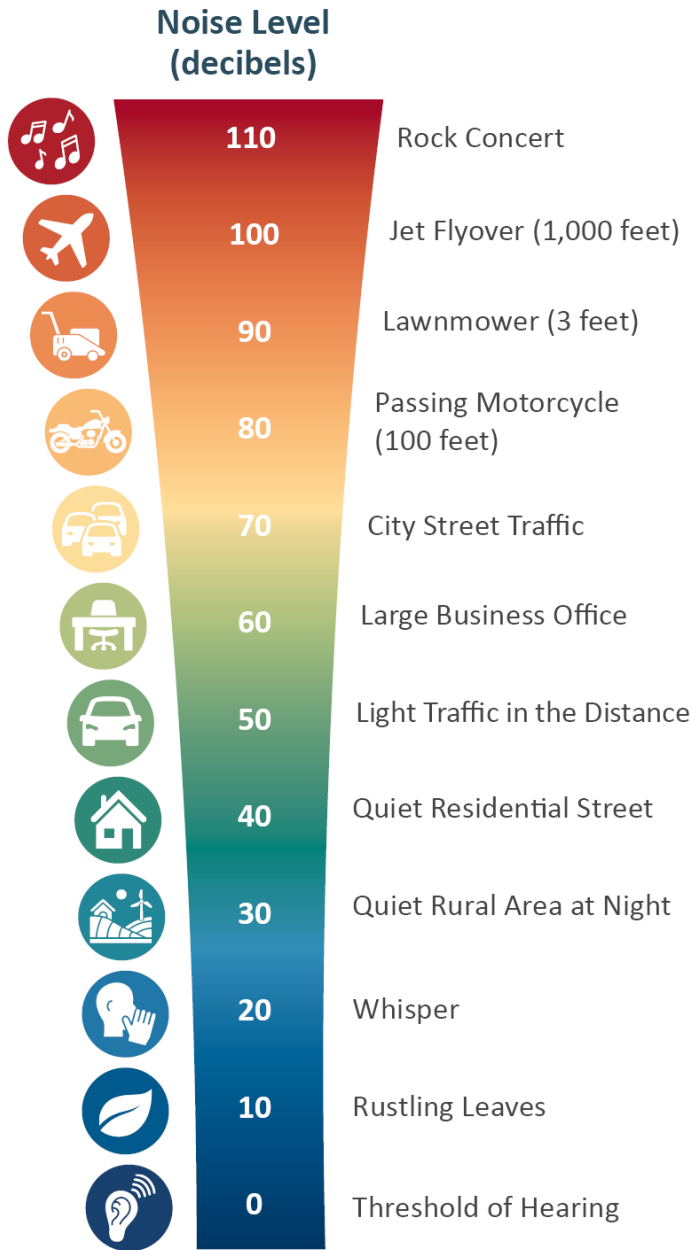 Noise Level
(decibels)
110 Rock Concert
100 Jet Flyover (1,000 feet)
90 Lawnmower (3 feet)
80 Passing Motorcycle
(100 feet)
70 City Street Traffic
60 Large Business Office
50 Light Traffic in the Distance
40 Quiet Residential Street
30 Quiet Rural Area at Night
20 Whisper
10 Rustling Leaves
0 Threshold of Hearing